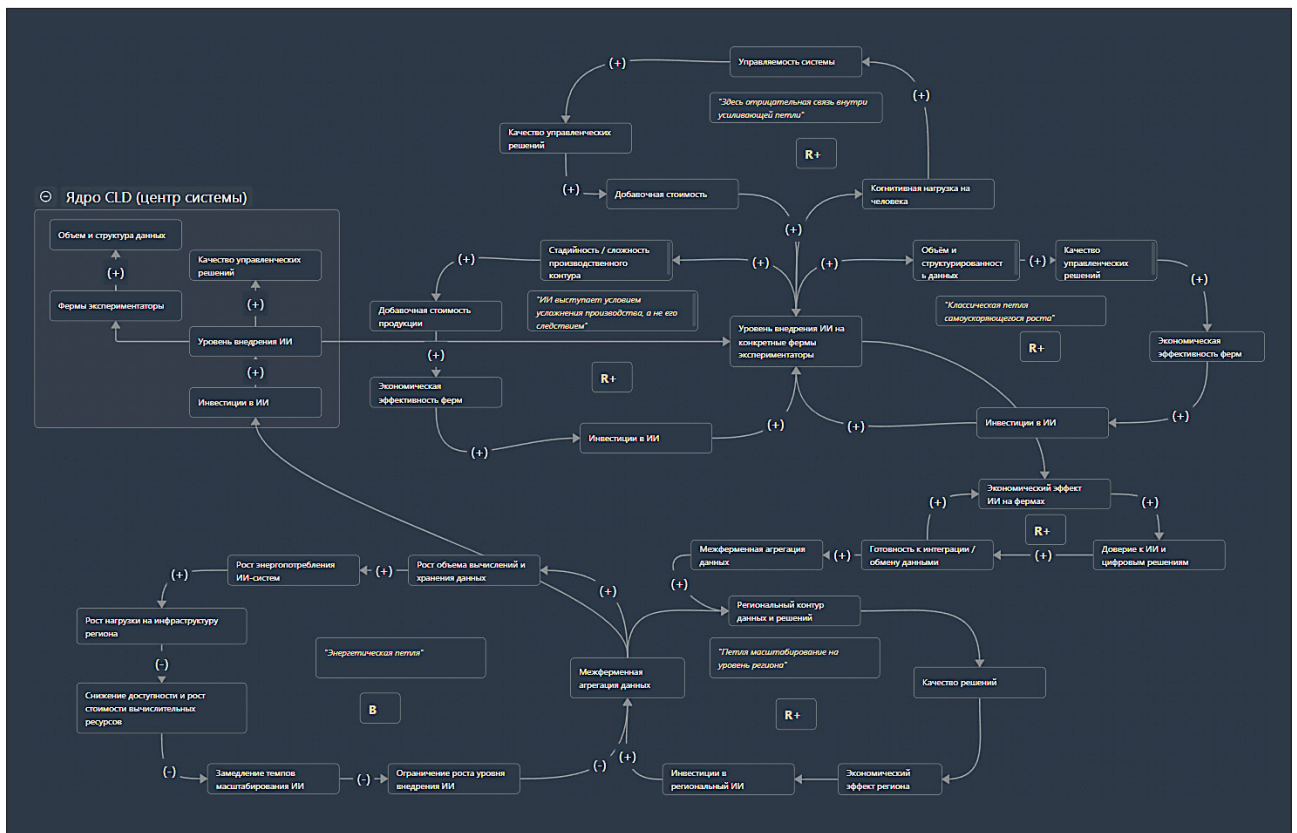 (+)
Управляемость системы
(+)
"Здесь отрицательная связь внутри
усиливающей петли"
Качество управленческих
решений
R+
(+)
Добавочная стоимость
Когнитивная нагрузка на
человека
Ядро CLD (центр системы)
Объем и структура данных
(+)
Фермы экспериментаторы
Качество управленческих
решений
(+)
Уровень внедрения ИИ
(+)
Инвестиции в ИИ
(+)
Стадийность / сложность
производственного
контура
(+)
(+)
(+)
Объём и
структурированност
ь данных
(+)
Качество
управленческих
решений
(+)
Добавочная стоимость
продукции
"ИИ выступает условием
усложнения производства, а не его
следствием"
Уровень внедрения ИИ на
конкретные фермы
экспериментаторы
"Классическая петля
самоускоряющегося роста"
R+
Экономическая
эффективность ферм
(+)
R+
Экономическая
эффективность ферм
(+)
Инвестиции в ИИ
(+)
(+)
Инвестиции в ИИ
(+)
Экономический эффект
ИИ на фермах
(+)
(+)
R+
Межферменная агрегация
данных
(+)
Готовность к интеграции /
обмену данными
(+)
Доверие к ИИ и
цифровым решениям
Рост энергопотребления
ИИ-систем
(+)
(+)
Рост объема вычислений и
хранения данных
(+)
(+)
Региональный контур
данных и решений
Рост нагрузки на инфраструктуру
региона
(-)
"Энергетическая петля"
"Петля масштабирование на
уровень региона"
Межферменная
агрегация данных
Качество решений
Снижение доступности и рост
стоимости вычислительных
ресурсов
B
R+
(-)
Замедление темпов
масштабирования ИИ
(-)
Ограничение роста уровня
внедрения ИИ
(-)
(+)
Инвестиции в
региональный ИИ
Экономический
эффект региона